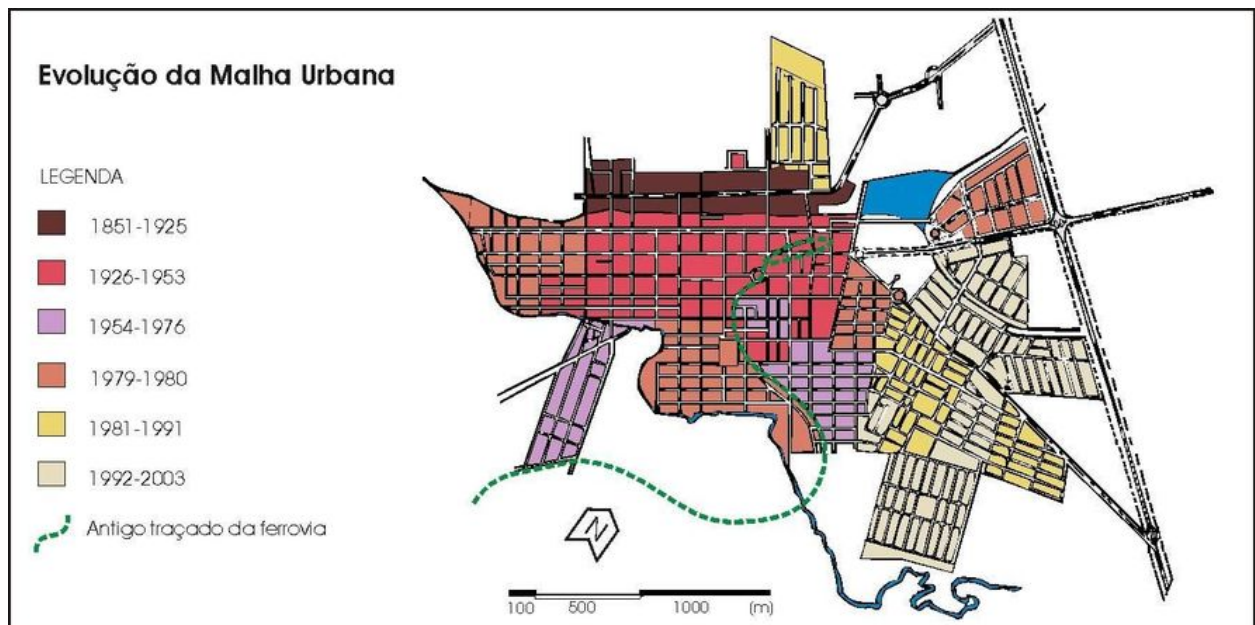 Evolução da Malha Urbana
LEGENDA
1851-1925
1926-1953
1954-1976
1979-1980
1981-1991
1992-2003
Antigo traçado da ferrovia
N
100 500 1000 (m)